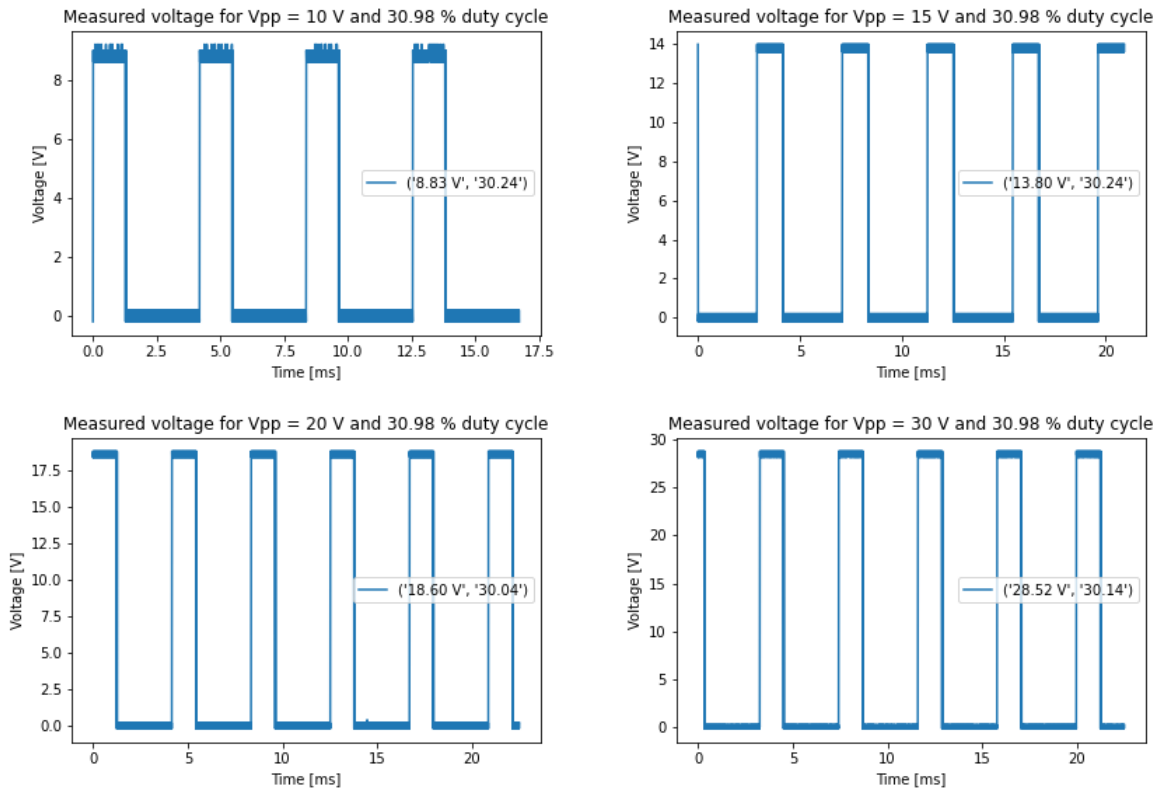 Measured voltage for Vpp = 10 V and 30.98 % duty cycle
8
6
4
2
0
Voltage [V]
('8.83 V', '30.24')
0.0 2.5 5.0 7.5 10.0 12.5 15.0 17.5
Time [ms]
Measured voltage for Vpp = 15 V and 30.98 % duty cycle
14
12
10
8
6
4
2
0
Voltage [V]
('13.80 V', '30.24')
0 5 10 15 20
Time [ms]
Measured voltage for Vpp = 20 V and 30.98 % duty cycle
17.5
15.0
12.5
10.0
7.5
5.0
2.5
0.0
Voltage [V]
('18.60 V', '30.04')
0 5 10 15 20
Time [ms]
Measured voltage for Vpp = 30 V and 30.98 % duty cycle
30
25
20
15
10
5
0
Voltage [V]
('28.52 V', '30.14')
0 5 10 15 20
Time [ms]